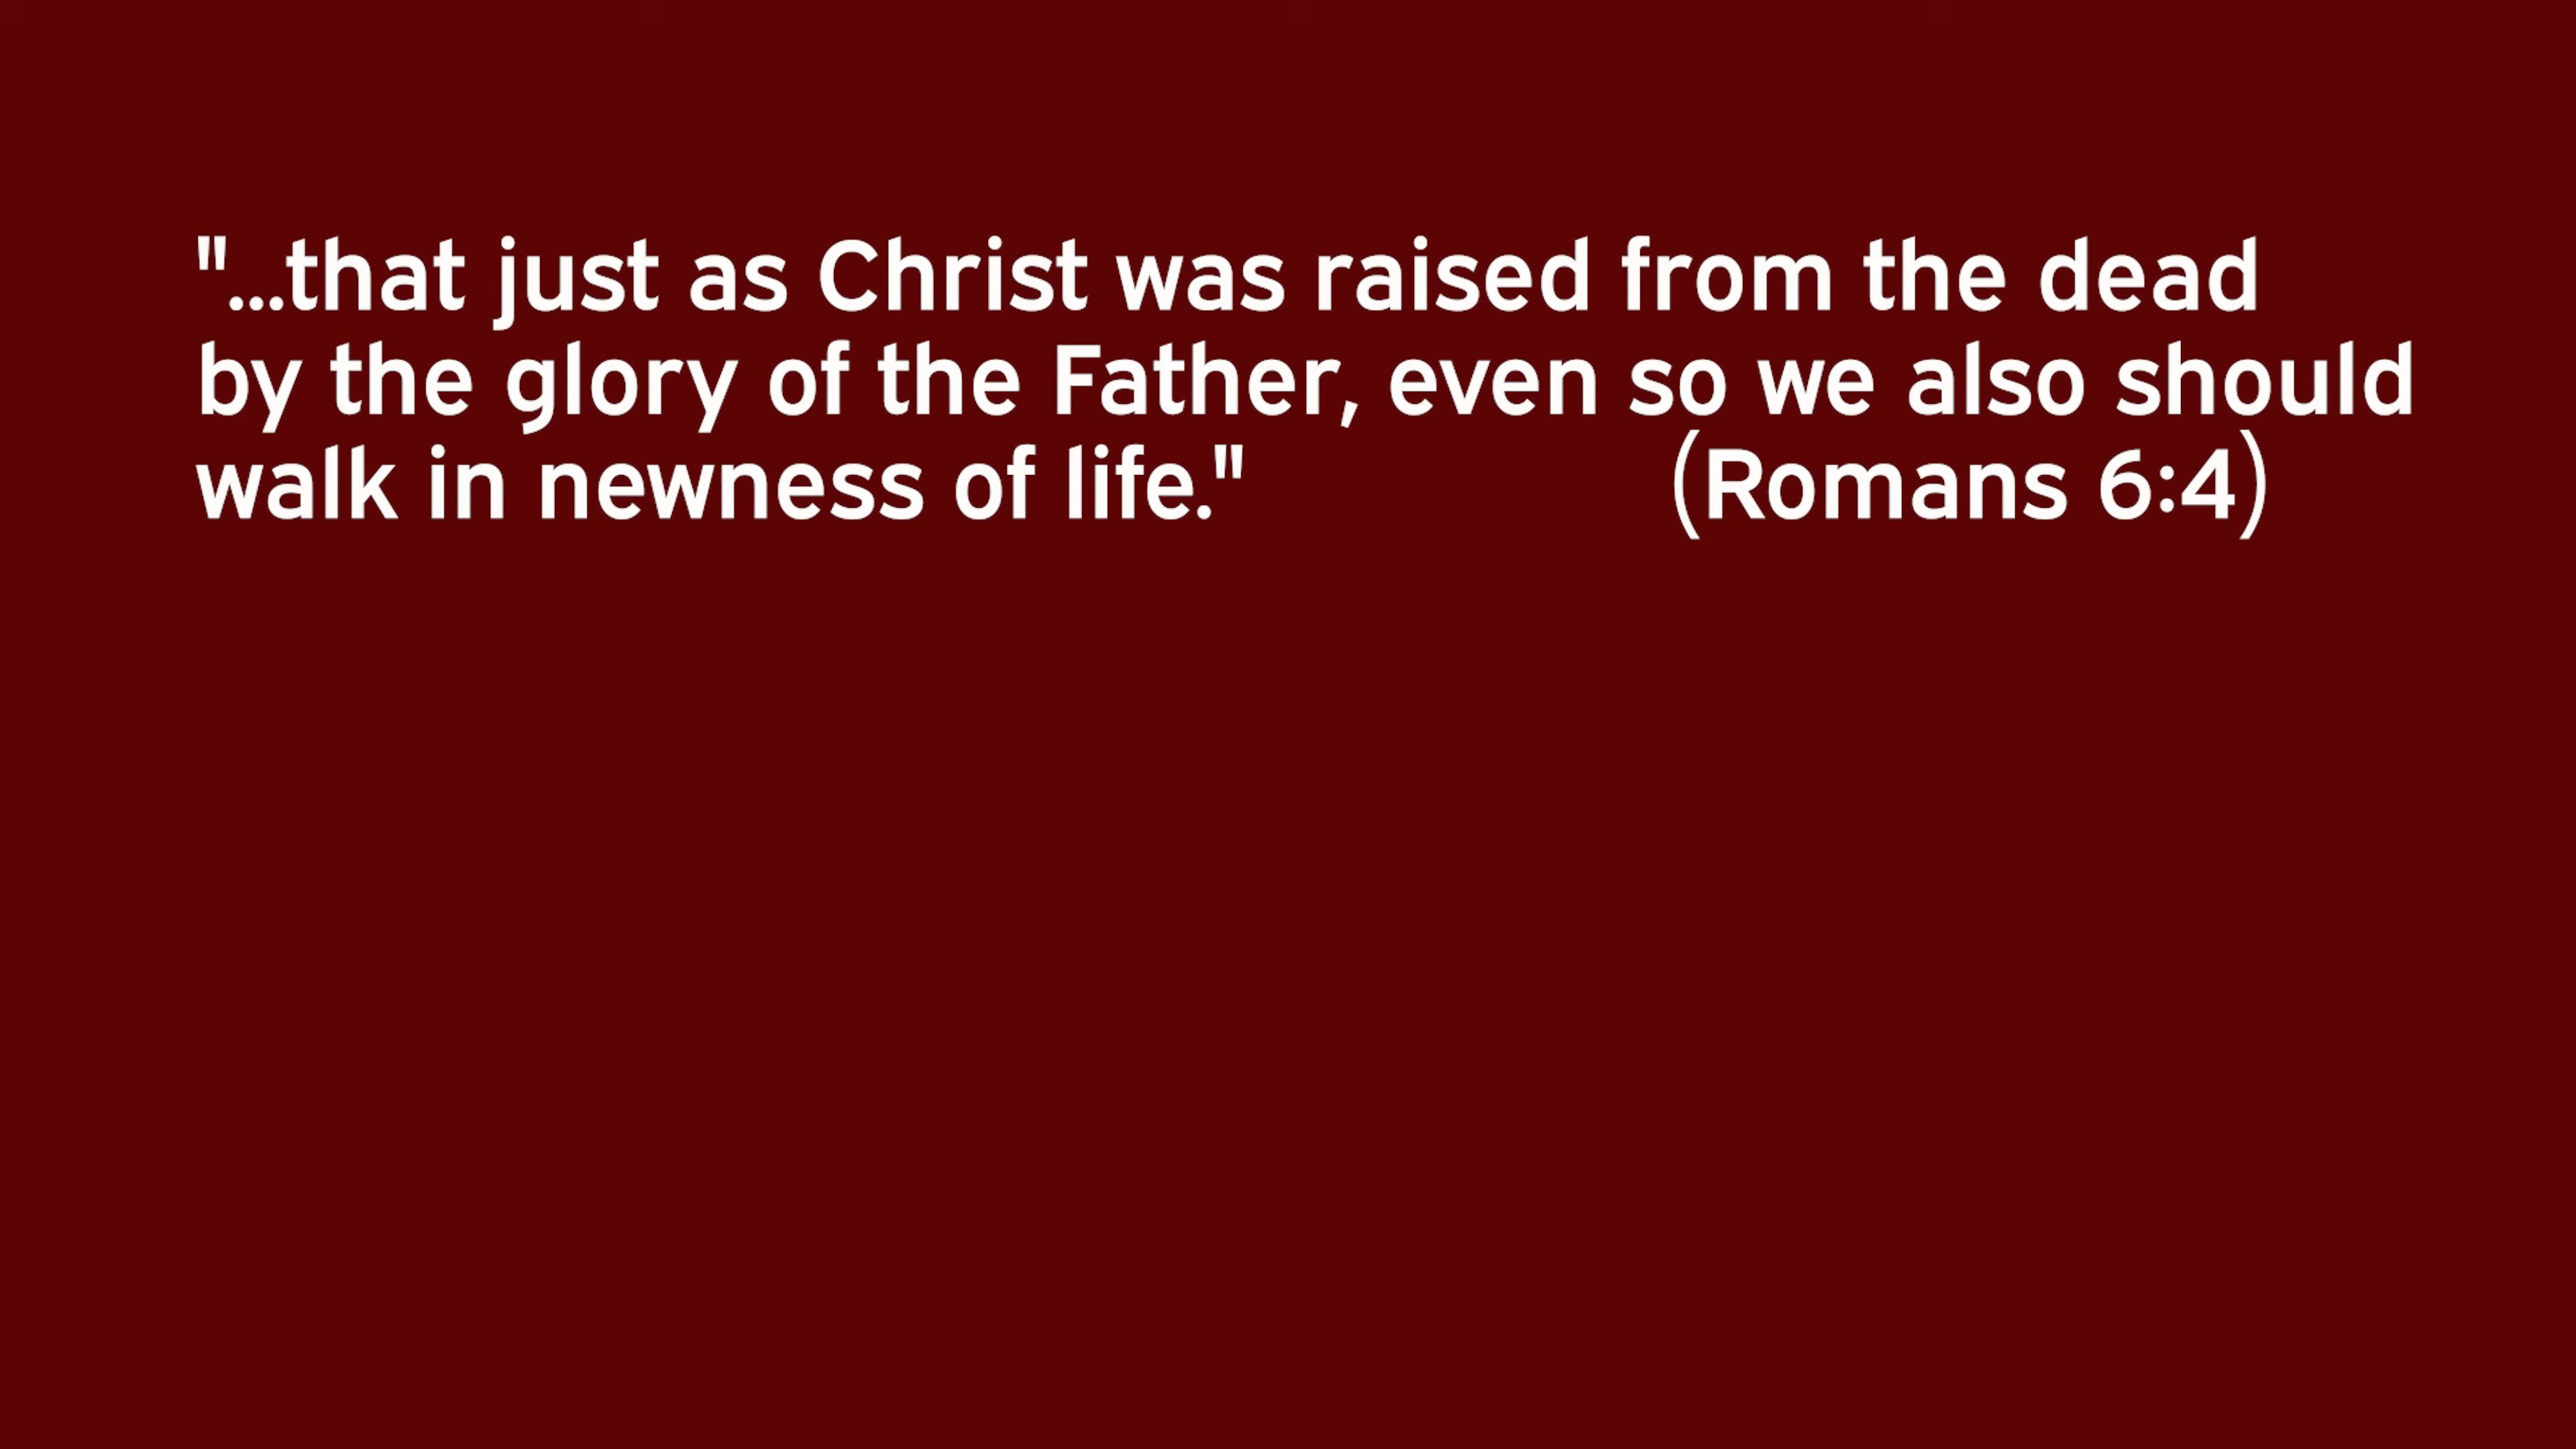 "...that just as Christ was raised from the dead
by the glory of the Father, even so we also should
walk in newness of life." (Romans 6:4)